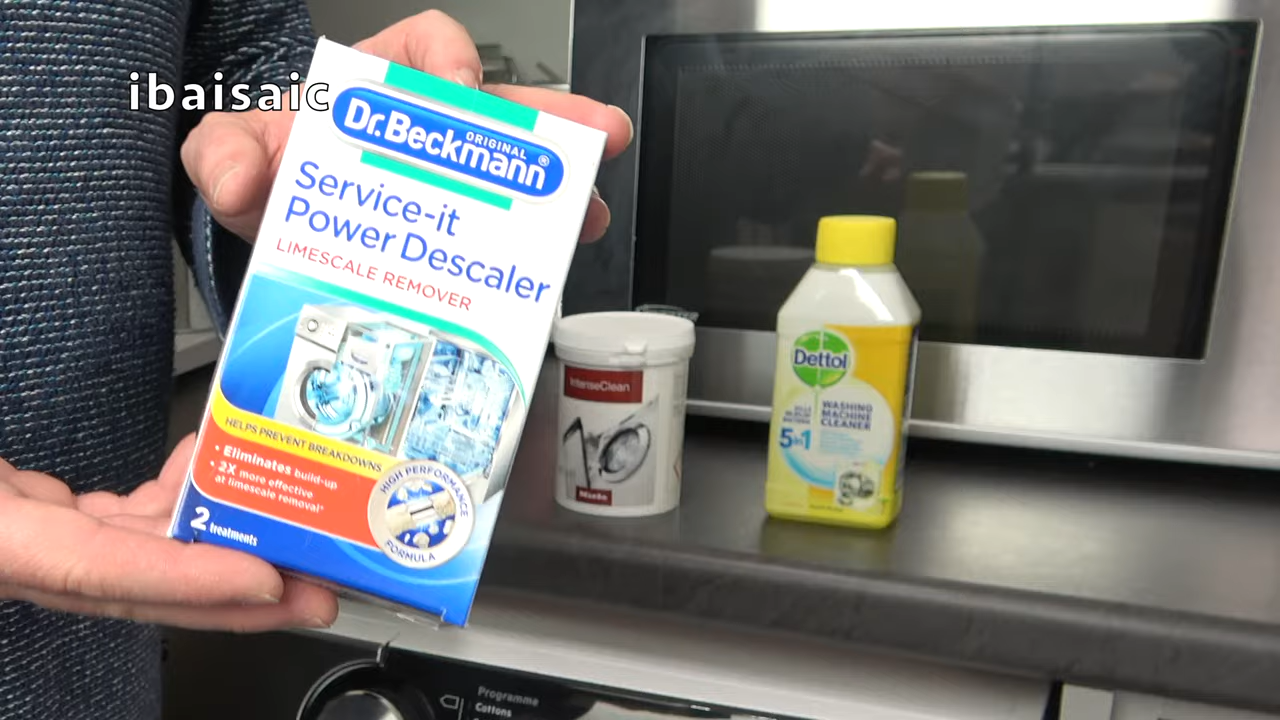 ibaisaic
ORIGINAL
Dr.Beckmann®
Service-it
Power Descaler
LIMESCALE REMOVER
HELPS PREVENT BREAKDOWNS
• Eliminates build-up
• 2X more effective
at limescale removal*
HIGH PERFORMANCE
FORMULA
2 treatments
IntenseClean
Miele
Dettol
WASHING
MACHINE
CLEANER
5in1
Programme
Cottons